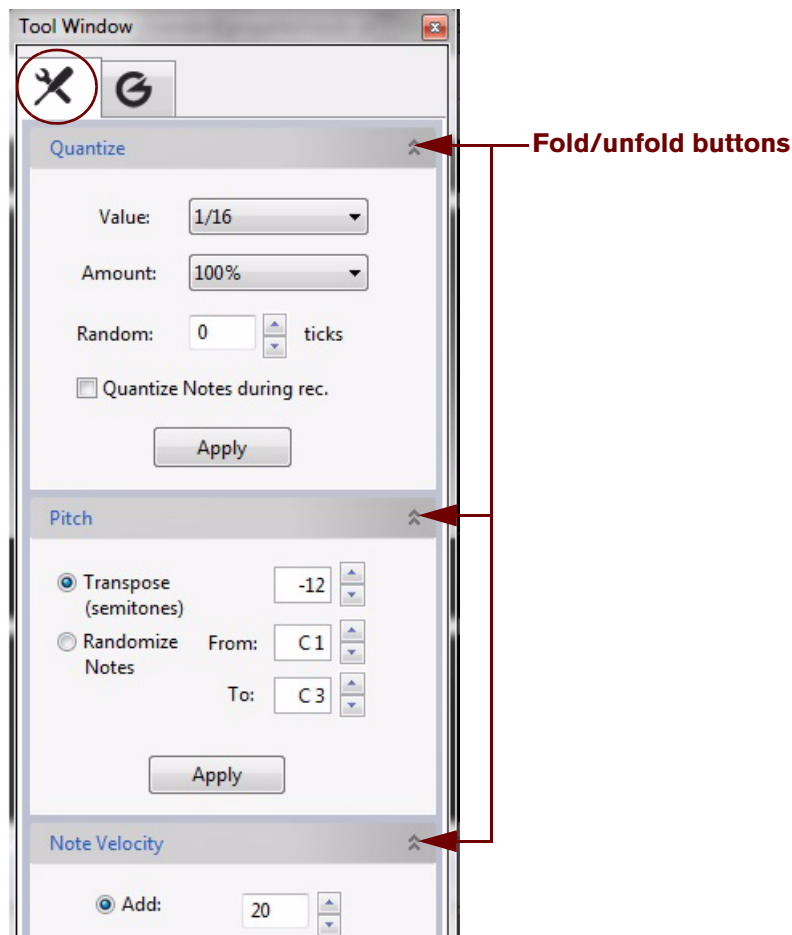 Tool Window
Quantize
Fold/unfold buttons
Value: 1/16
Amount: 100%
Random: 0 ticks
Quantize Notes during rec.
Apply
Pitch
Transpose -12
(semitones)
Randomize From: C 1
Notes
To: C 3
Apply
Note Velocity
Add: 20